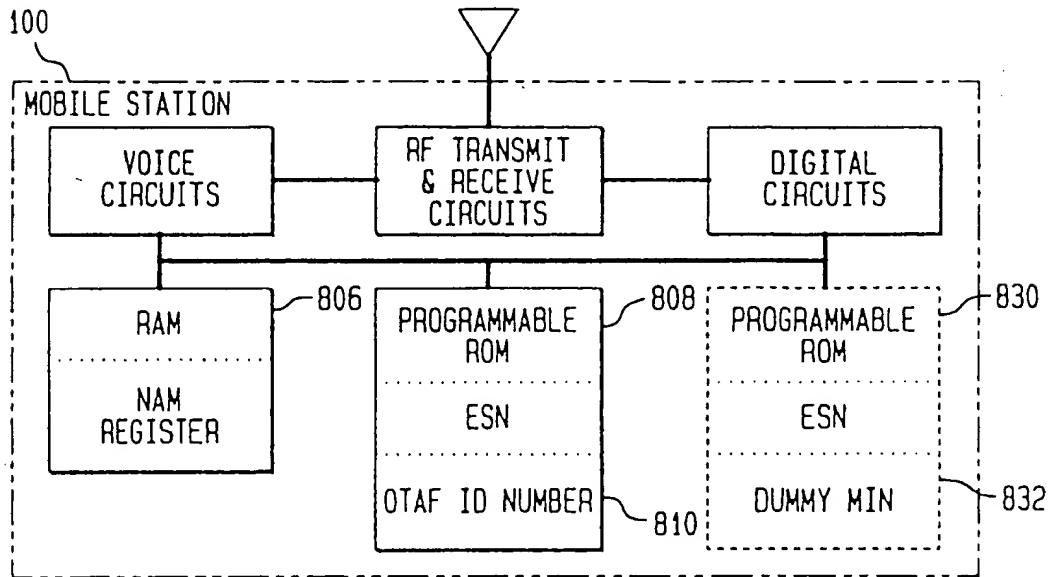 100
MOBILE STATION
VOICE
CIRCUITS
RF TRANSMIT
& RECEIVE
CIRCUITS
DIGITAL
CIRCUITS
RAM
NAM
REGISTER
806
PROGRAMMABLE
ROM
ESN
OTAF ID NUMBER
808
810
PROGRAMMABLE
ROM
ESN
DUMMY MIN
830
832